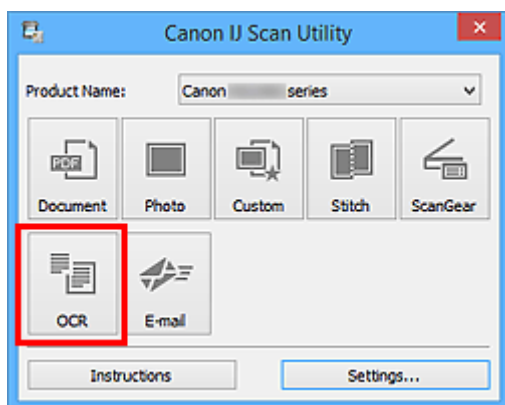 Canon IJ Scan Utility
Product Name: Canon series
PDF
Document Photo Custom Stitch ScanGear
OCR E-mail
Instructions Settings...